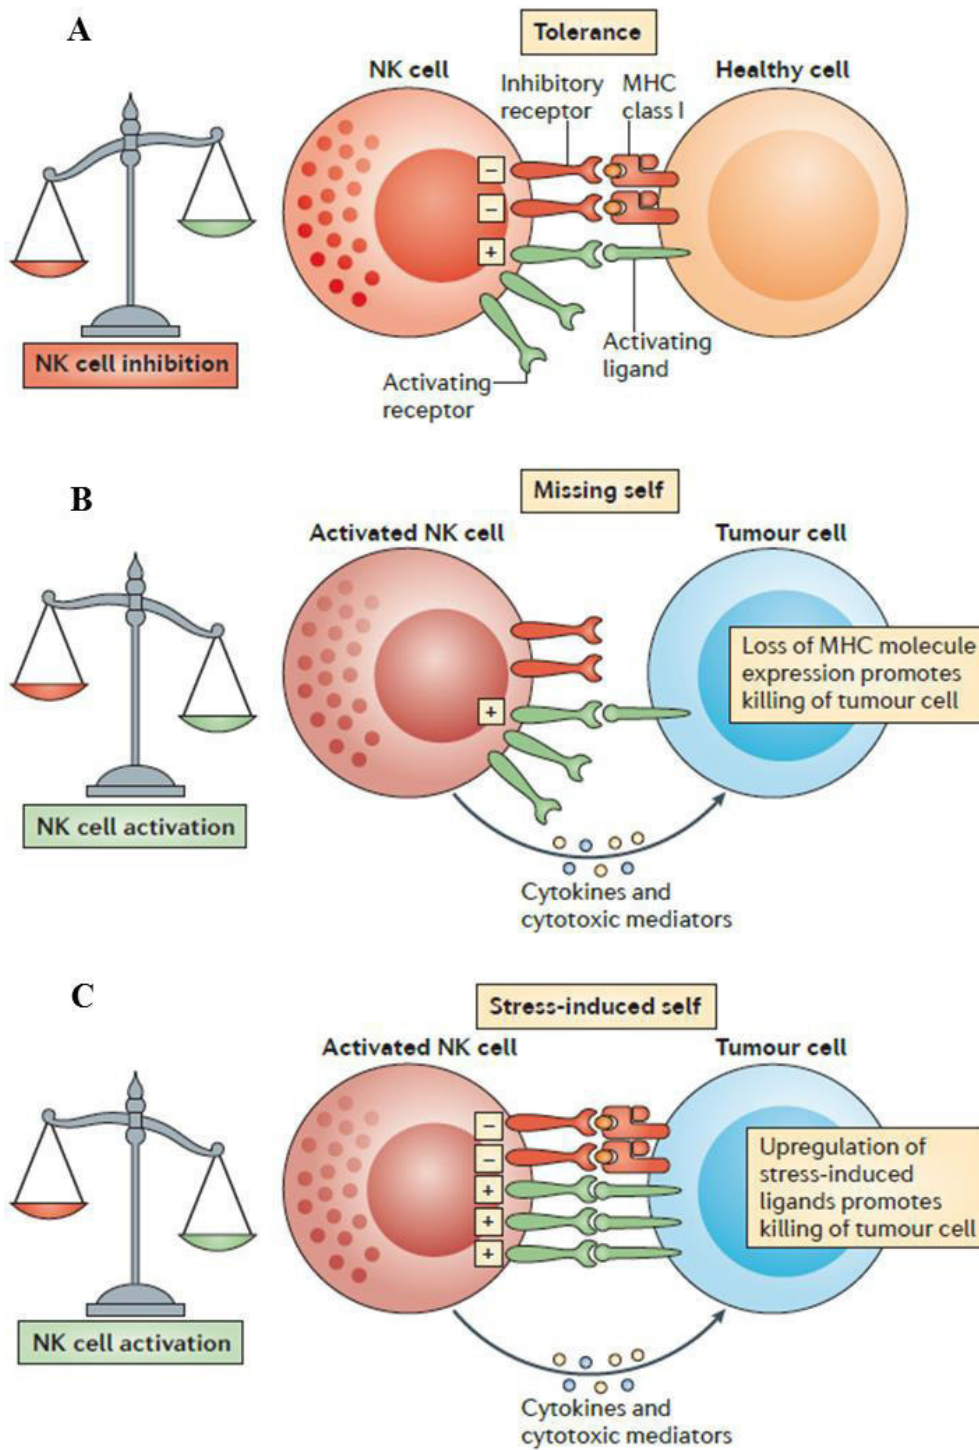 A
Tolerance
NK cell
Healthy cell
Inhibitory
receptor
MHC
class I
−
−
+
NK cell inhibition
Activating
ligand
Activating
receptor
B
Missing self
Activated NK cell
Tumour cell
Loss of MHC molecule
expression promotes
killing of tumour cell
+
NK cell activation
Cytokines and
cytotoxic mediators
C
Stress-induced self
Activated NK cell
Tumour cell
−
−
+
+
+
Upregulation of
stress-induced
ligands promotes
killing of tumour cell
NK cell activation
Cytokines and
cytotoxic mediators